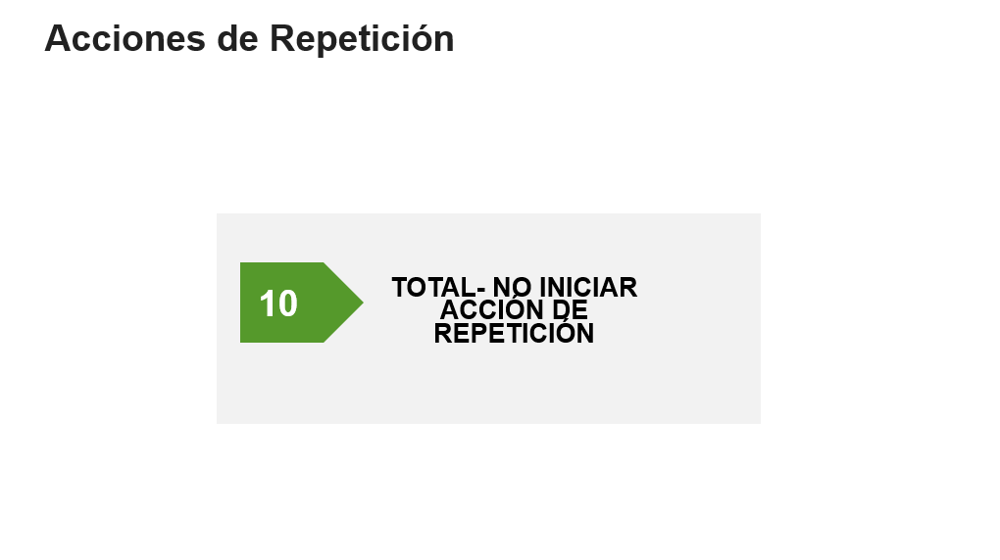 Acciones de Repetición
10
TOTAL- NO INICIAR
ACCIÓN DE
REPETICIÓN